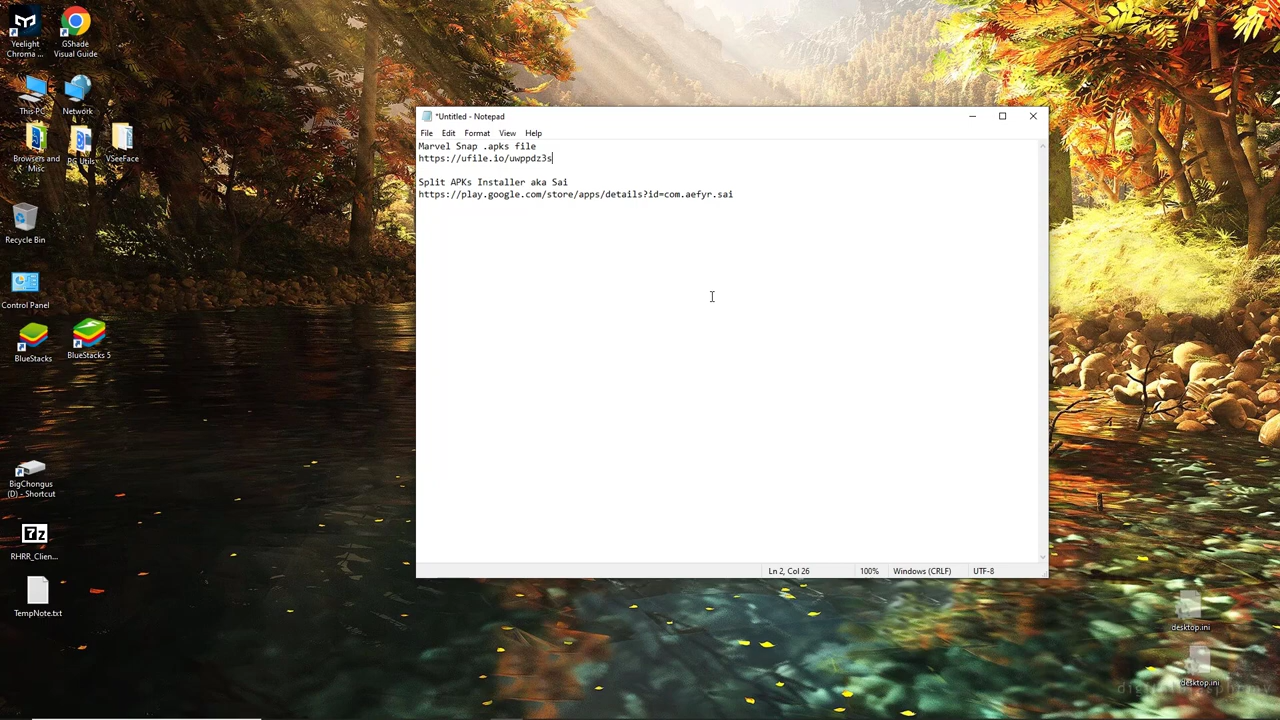 Yeelight
Chroma ...
GShade
Visual Guide
This PC
Network
Browsers and
Misc
PC Utils
VSeeFace
Recycle Bin
Control Panel
BlueStacks
BlueStacks 5
BigChongus
(D) - Shortcut
7z
RHRR_Clien...
TempNote.txt
*Untitled - Notepad
File Edit Format View Help
Marvel Snap .apks file
https://ufile.io/uwppdz3s
Split APKs Installer aka Sai
https://play.google.com/store/apps/details?id=com.aefyr.sai
Ln 2, Col 26 100% Windows (CRLF) UTF-8
desktop.ini
desktop.ini